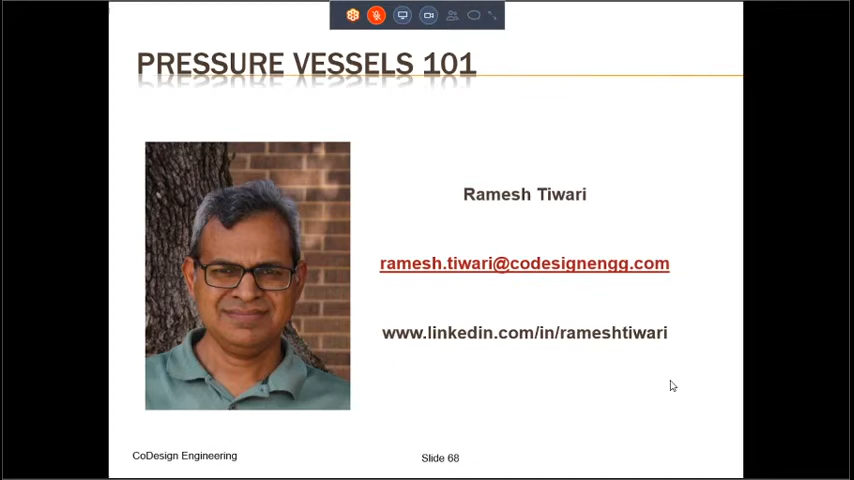 PRESSURE VESSELS 101
Ramesh Tiwari
ramesh.tiwari@codesignengg.com
www.linkedin.com/in/rameshtiwari
CoDesign Engineering
Slide 68